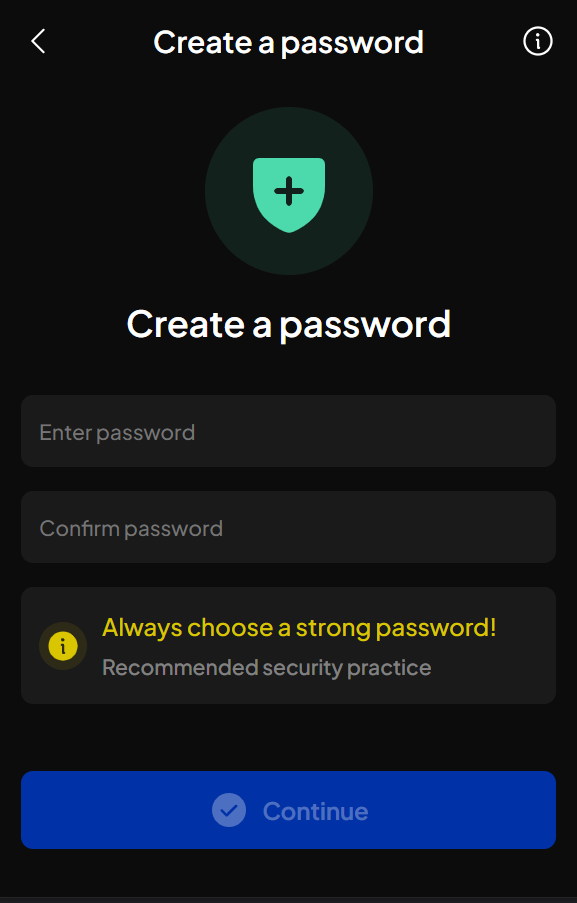 Create a password
Create a password
Enter password
Confirm password
Always choose a strong password!
Recommended security practice
Continue